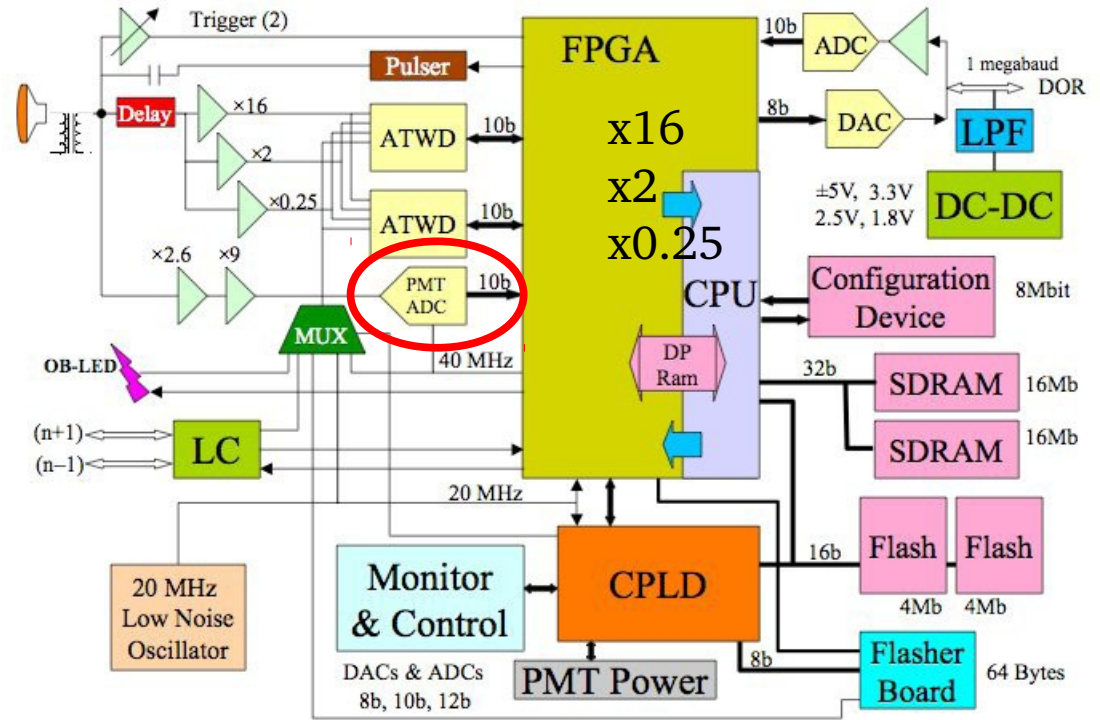 Trigger (2)
FPGA
10b
ADC
1 megabaud
DOR
Pulser
Delay
×16
ATWD
10b
x16
8b
DAC
LPF
×2
x2
±5V, 3.3V
2.5V, 1.8V
DC-DC
×0.25
ATWD
10b
x0.25
×2.6
×9
PMT
ADC
10b
CPU
Configuration
Device
8Mbit
MUX
OB-LED
40 MHz
DP
Ram
32b
SDRAM
16Mb
(n+1)
(n−1)
LC
SDRAM
16Mb
20 MHz
20 MHz
Low Noise
Oscillator
Monitor
& Control
CPLD
16b
Flash
Flash
4Mb
4Mb
DACs & ADCs
8b, 10b, 12b
PMT Power
8b
Flasher
Board
64 Bytes